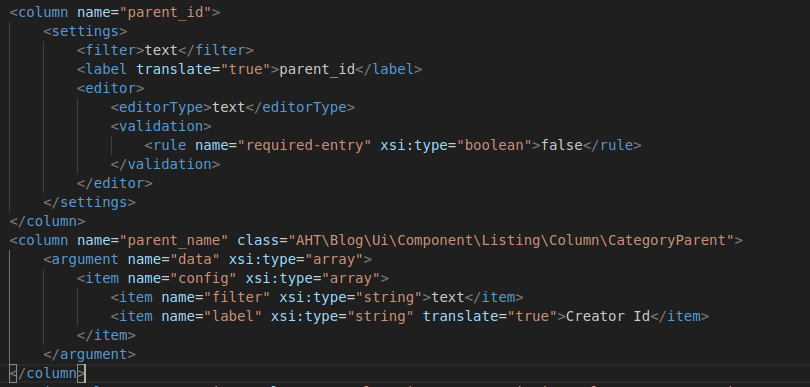 <column name="parent_id">
<settings>
<filter>text</filter>
<label translate="true">parent_id</label>
<editor>
<editorType>text</editorType>
<validation>
<rule name="required-entry" xsi:type="boolean">false</rule>
</validation>
</editor>
</settings>
</column>
<column name="parent_name" class="AHT\Blog\Ui\Component\Listing\Column\CategoryParent">
<argument name="data" xsi:type="array">
<item name="config" xsi:type="array">
<item name="filter" xsi:type="string">text</item>
<item name="label" xsi:type="string" translate="true">Creator Id</item>
</item>
</argument>
</column>